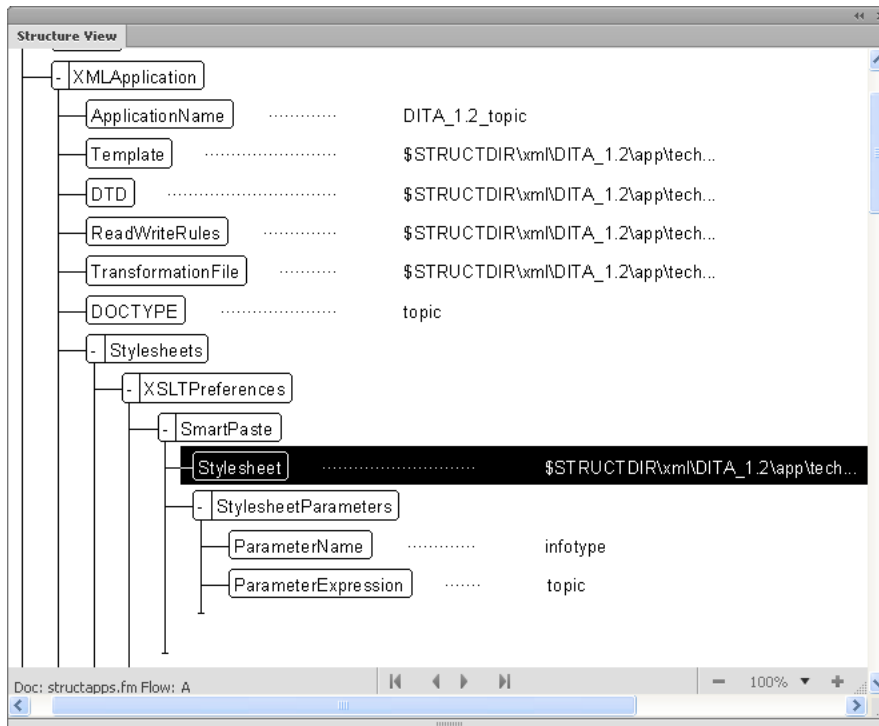 Structure View
- XMLApplication
ApplicationName ............. DITA_1.2_topic
Template ......................... $STRUCTDIR\xml\DITA_1.2\app\tech...
DTD ................................ $STRUCTDIR\xml\DITA_1.2\app\tech...
ReadWriteRules .............. $STRUCTDIR\xml\DITA_1.2\app\tech...
TransformationFile ........... $STRUCTDIR\xml\DITA_1.2\app\tech...
DOCTYPE ...................... topic
- Stylesheets
- XSLTPreferences
- SmartPaste
Stylesheet ............................. $STRUCTDIR\xml\DITA_1.2\app\tech...
- StylesheetParameters
ParameterName ............. infotype
ParameterExpression ....... topic
Doc: structapps.fm Flow: A 100%